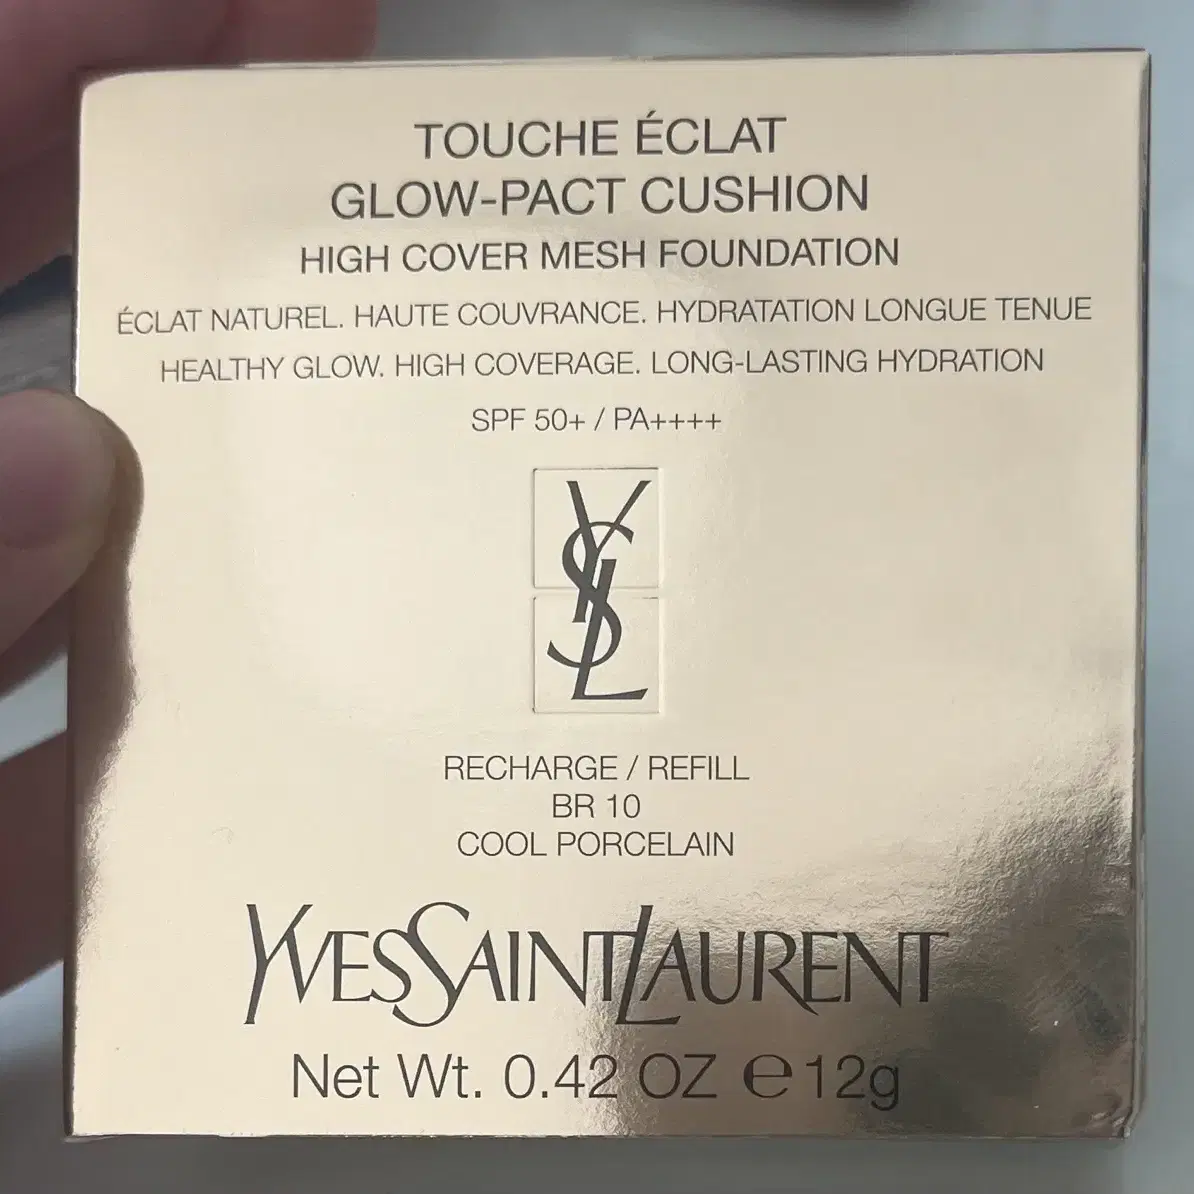 TOUCHE ÉCLAT
GLOW-PACT CUSHION
HIGH COVER MESH FOUNDATION
ÉCLAT NATUREL. HAUTE COUVRANCE. HYDRATATION LONGUE TENUE
HEALTHY GLOW. HIGH COVERAGE. LONG-LASTING HYDRATION
SPF 50+ / PA++++
YSL
RECHARGE / REFILL
BR 10
COOL PORCELAIN
YVESSAINTLAURENT
Net Wt. 0.42 OZ ℮ 12g